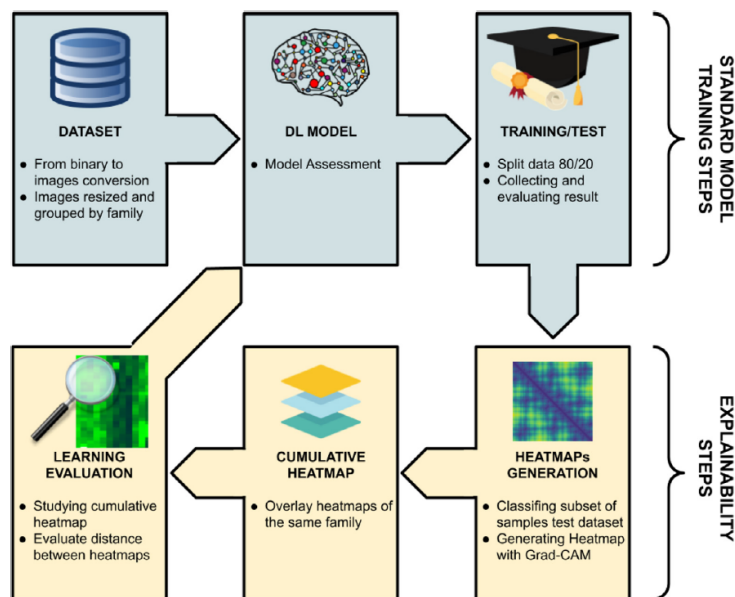 DATASET
● From binary to
images conversion
● Images resized and
grouped by family
DL MODEL
● Model Assessment
TRAINING/TEST
● Split data 80/20
● Collecting and
evaluating result
STANDARD MODEL
TRAINING STEPS
LEARNING
EVALUATION
● Studying cumulative
heatmap
● Evaluate distance
between heatmaps
CUMULATIVE
HEATMAP
● Overlay heatmaps of
the same family
HEATMAPs
GENERATION
● Classifing subset of
samples test dataset
● Generating Heatmap
with Grad-CAM
EXPLAINABILITY
STEPS